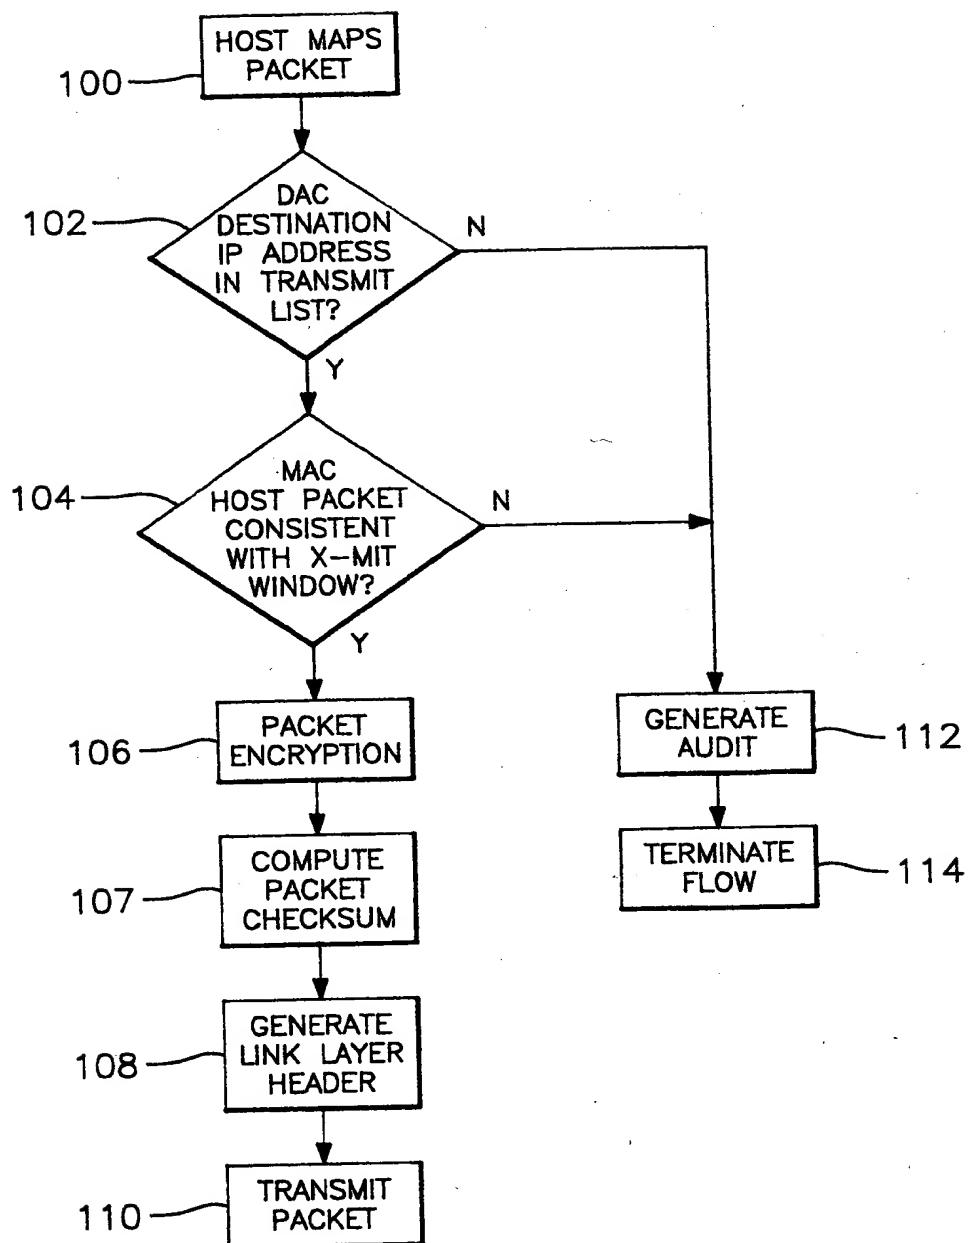 HOST MAPS
PACKET
100
DAC
DESTINATION
IP ADDRESS
IN TRANSMIT
LIST?
102
N
Y
MAC
HOST PACKET
CONSISTENT
WITH X-MIT
WINDOW?
104
N
Y
PACKET
ENCRYPTION
106
GENERATE
AUDIT
112
COMPUTE
PACKET
CHECKSUM
107
TERMINATE
FLOW
114
GENERATE
LINK LAYER
HEADER
108
TRANSMIT
PACKET
110